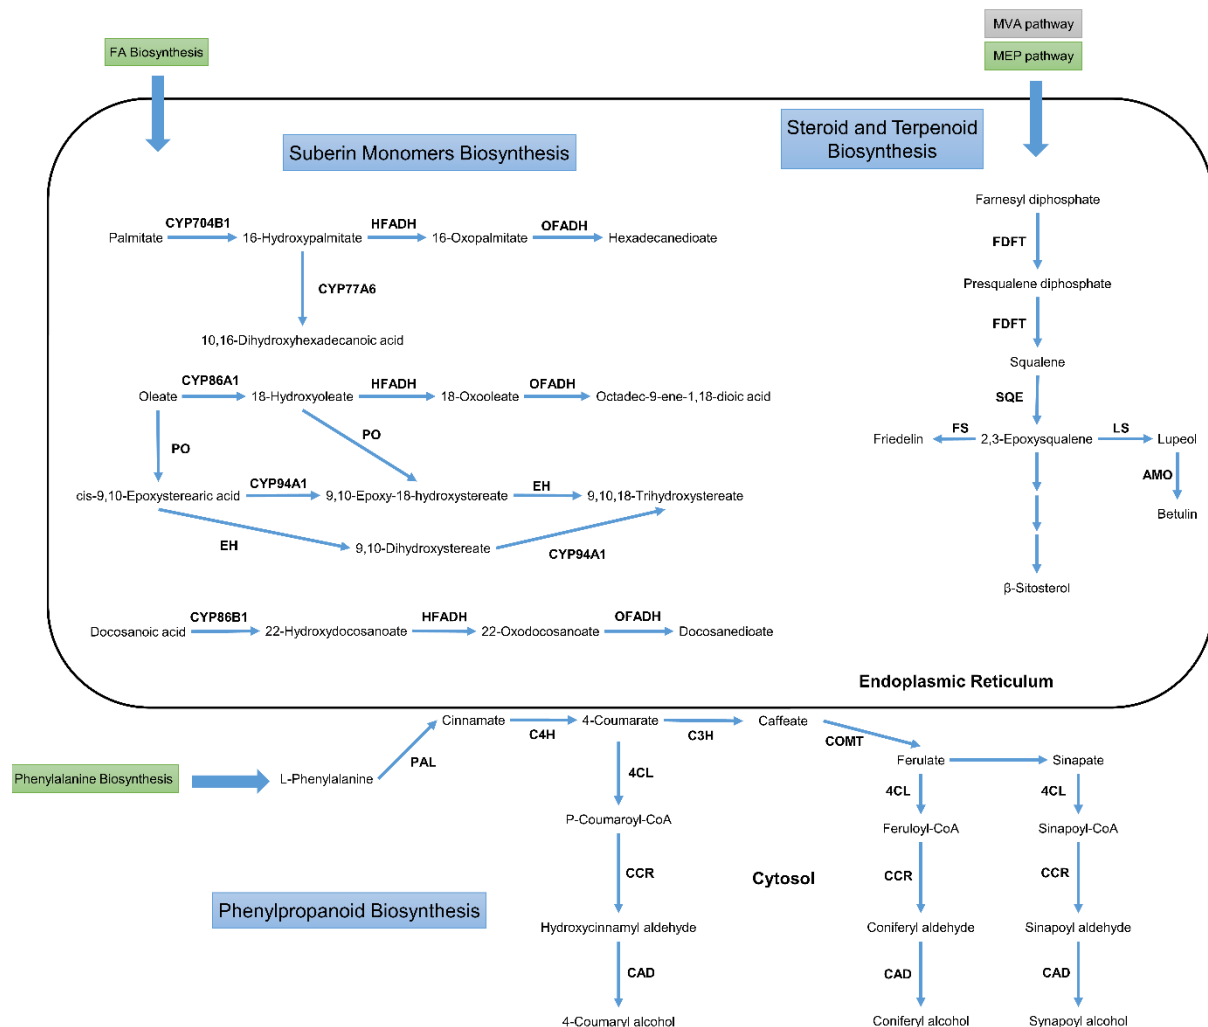 MVA pathway
FA Biosynthesis
MEP pathway
Suberin Monomers Biosynthesis
Steroid and Terpenoid
Biosynthesis
Farnesyl diphosphate
FDFT
Presqualene diphosphate
FDFT
Squalene
SQE
Friedelin
FS
2,3-Epoxysqualene
LS
Lupeol
AMO
Betulin
β-Sitosterol
Palmitate
CYP704B1
16-Hydroxypalmitate
HFADH
16-Oxopalmitate
OFADH
Hexadecanedioate
CYP77A6
10,16-Dihydroxyhexadecanoic acid
Oleate
CYP86A1
18-Hydroxyoleate
HFADH
18-Oxooleate
OFADH
Octadec-9-ene-1,18-dioic acid
PO
PO
cis-9,10-Epoxysterearic acid
CYP94A1
9,10-Epoxy-18-hydroxystereate
EH
9,10,18-Trihydroxystereate
EH
9,10-Dihydroxystereate
CYP94A1
Docosanoic acid
CYP86B1
22-Hydroxydocosanoate
HFADH
22-Oxodocosanoate
OFADH
Docosanedioate
Endoplasmic Reticulum
Phenylalanine Biosynthesis
L-Phenylalanine
PAL
Cinnamate
C4H
4-Coumarate
C3H
Caffeate
COMT
Ferulate
Sinapate
4CL
4CL
4CL
P-Coumaroyl-CoA
Feruloyl-CoA
Sinapoyl-CoA
CCR
Cytosol
CCR
CCR
Phenylpropanoid Biosynthesis
Hydroxycinnamyl aldehyde
Coniferyl aldehyde
Sinapoyl aldehyde
CAD
CAD
CAD
4-Coumaryl alcohol
Coniferyl alcohol
Synapoyl alcohol